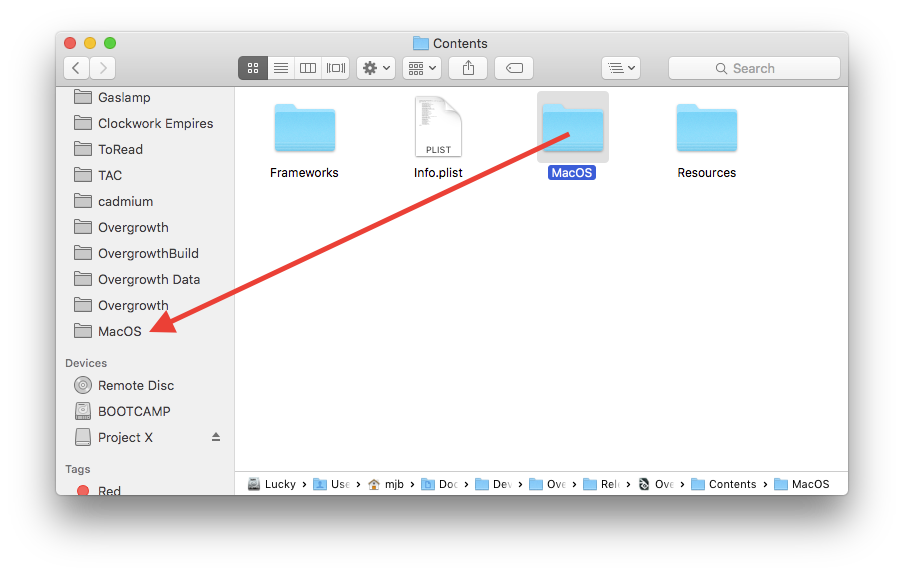 Contents
Search
Gaslamp
Clockwork Empires
ToRead
TAC
cadmium
Overgrowth
OvergrowthBuild
Overgrowth Data
Overgrowth
MacOS
Devices
Remote Disc
BOOTCAMP
Project X
Tags
Red
PLIST
Frameworks
Info.plist
MacOS
Resources
Lucky › Use › mjb › Doc › Dev › Ove › Rele › Ove › Contents › MacOS